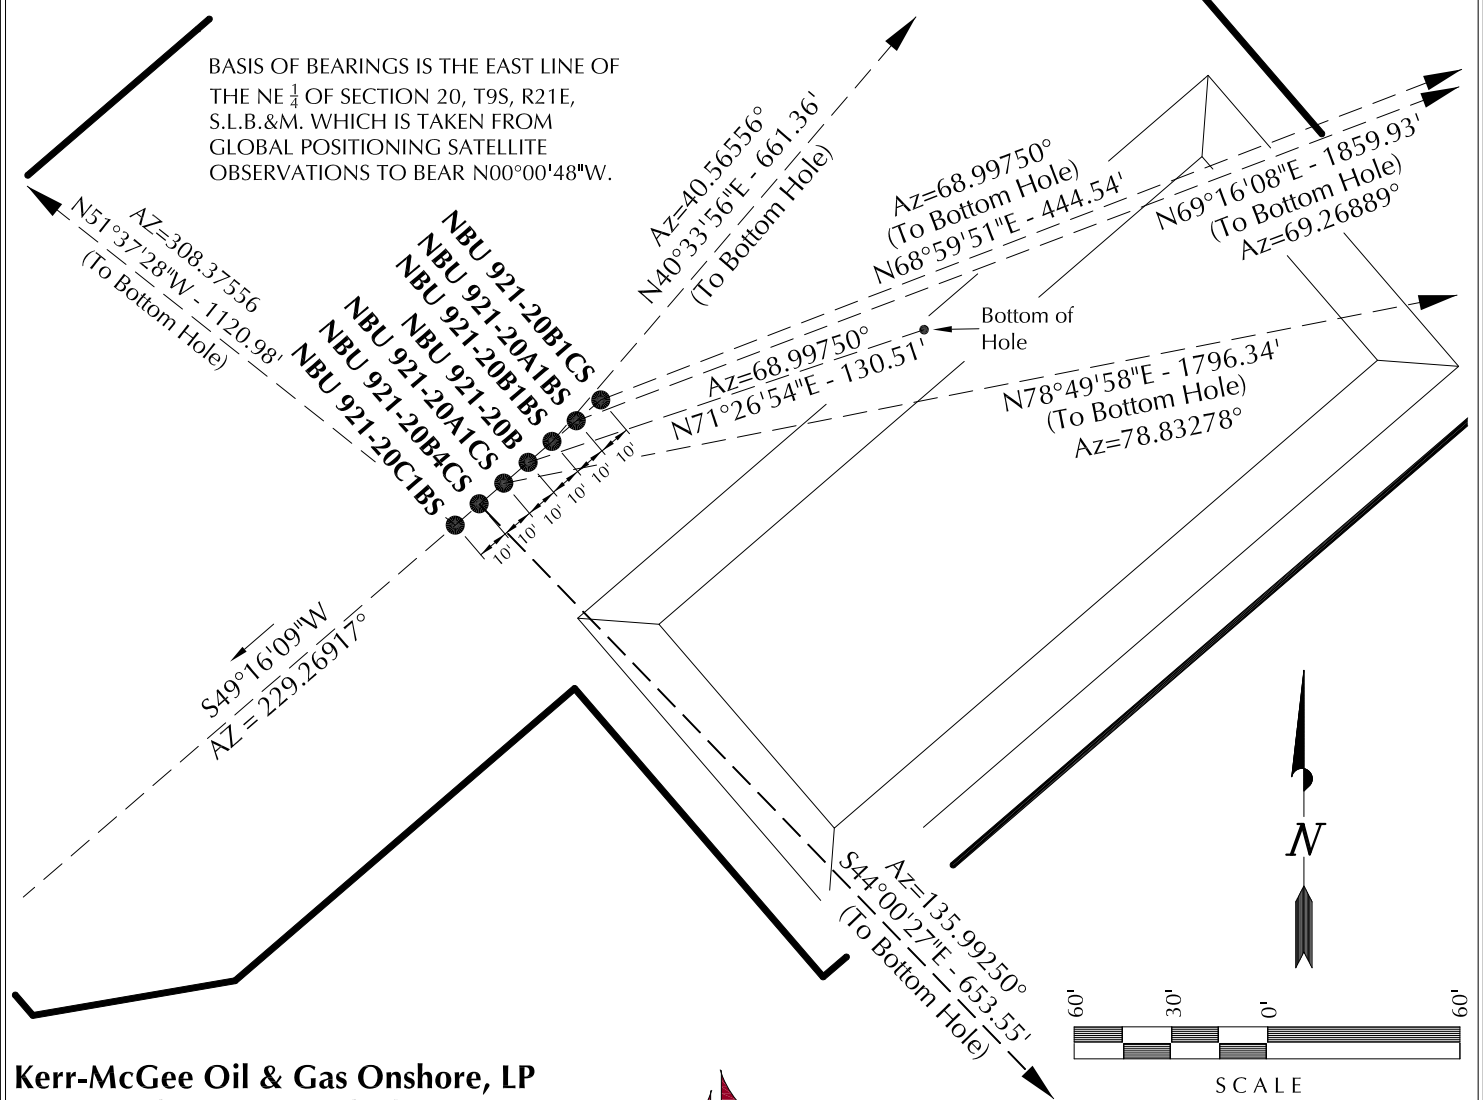 BASIS OF BEARINGS IS THE EAST LINE OF
THE NE 1/4 OF SECTION 20, T9S, R21E,
S.L.B.&M. WHICH IS TAKEN FROM
GLOBAL POSITIONING SATELLITE
OBSERVATIONS TO BEAR N00°00'48"W.
AZ=308.37556
N51°37'28"W - 1120.98'
(To Bottom Hole)
Az=40.56556°
N40°33'56"E - 661.36'
(To Bottom Hole)
Az=68.99750°
(To Bottom Hole)
N68°59'51"E - 444.54'
N69°16'08"E - 1859.93'
(To Bottom Hole)
Az=69.26889°
NBU 921-20B1CS
NBU 921-20A1BS
NBU 921-20B1BS
NBU 921-20B
NBU 921-20A1CS
NBU 921-20B4CS
NBU 921-20C1BS
Bottom of
Hole
Az=68.99750°
N71°26'54"E - 130.51'
N78°49'58"E - 1796.34'
(To Bottom Hole)
Az=78.83278°
10'
10'
10'
10'
10'
10'
S49°16'09"W
AZ = 229.26917°
Az=135.99250°
S44°00'27"E - 653.55'
(To Bottom Hole)
N
60'
30'
0'
60'
SCALE
Kerr-McGee Oil & Gas Onshore, LP